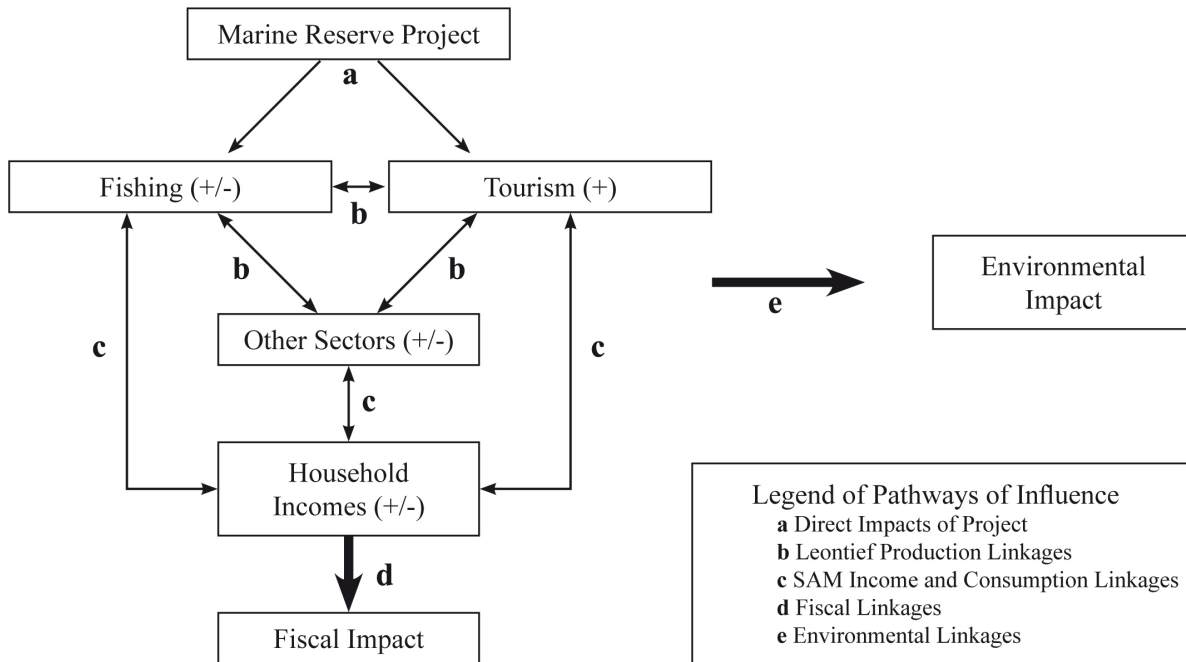 Marine Reserve Project
a
Fishing (+/-)
b
Tourism (+)
b
b
Environmental
Impact
e
Other Sectors (+/-)
c
c
c
Household
Incomes (+/-)
d
Fiscal Impact
Legend of Pathways of Influence
a Direct Impacts of Project
b Leontief Production Linkages
c SAM Income and Consumption Linkages
d Fiscal Linkages
e Environmental Linkages